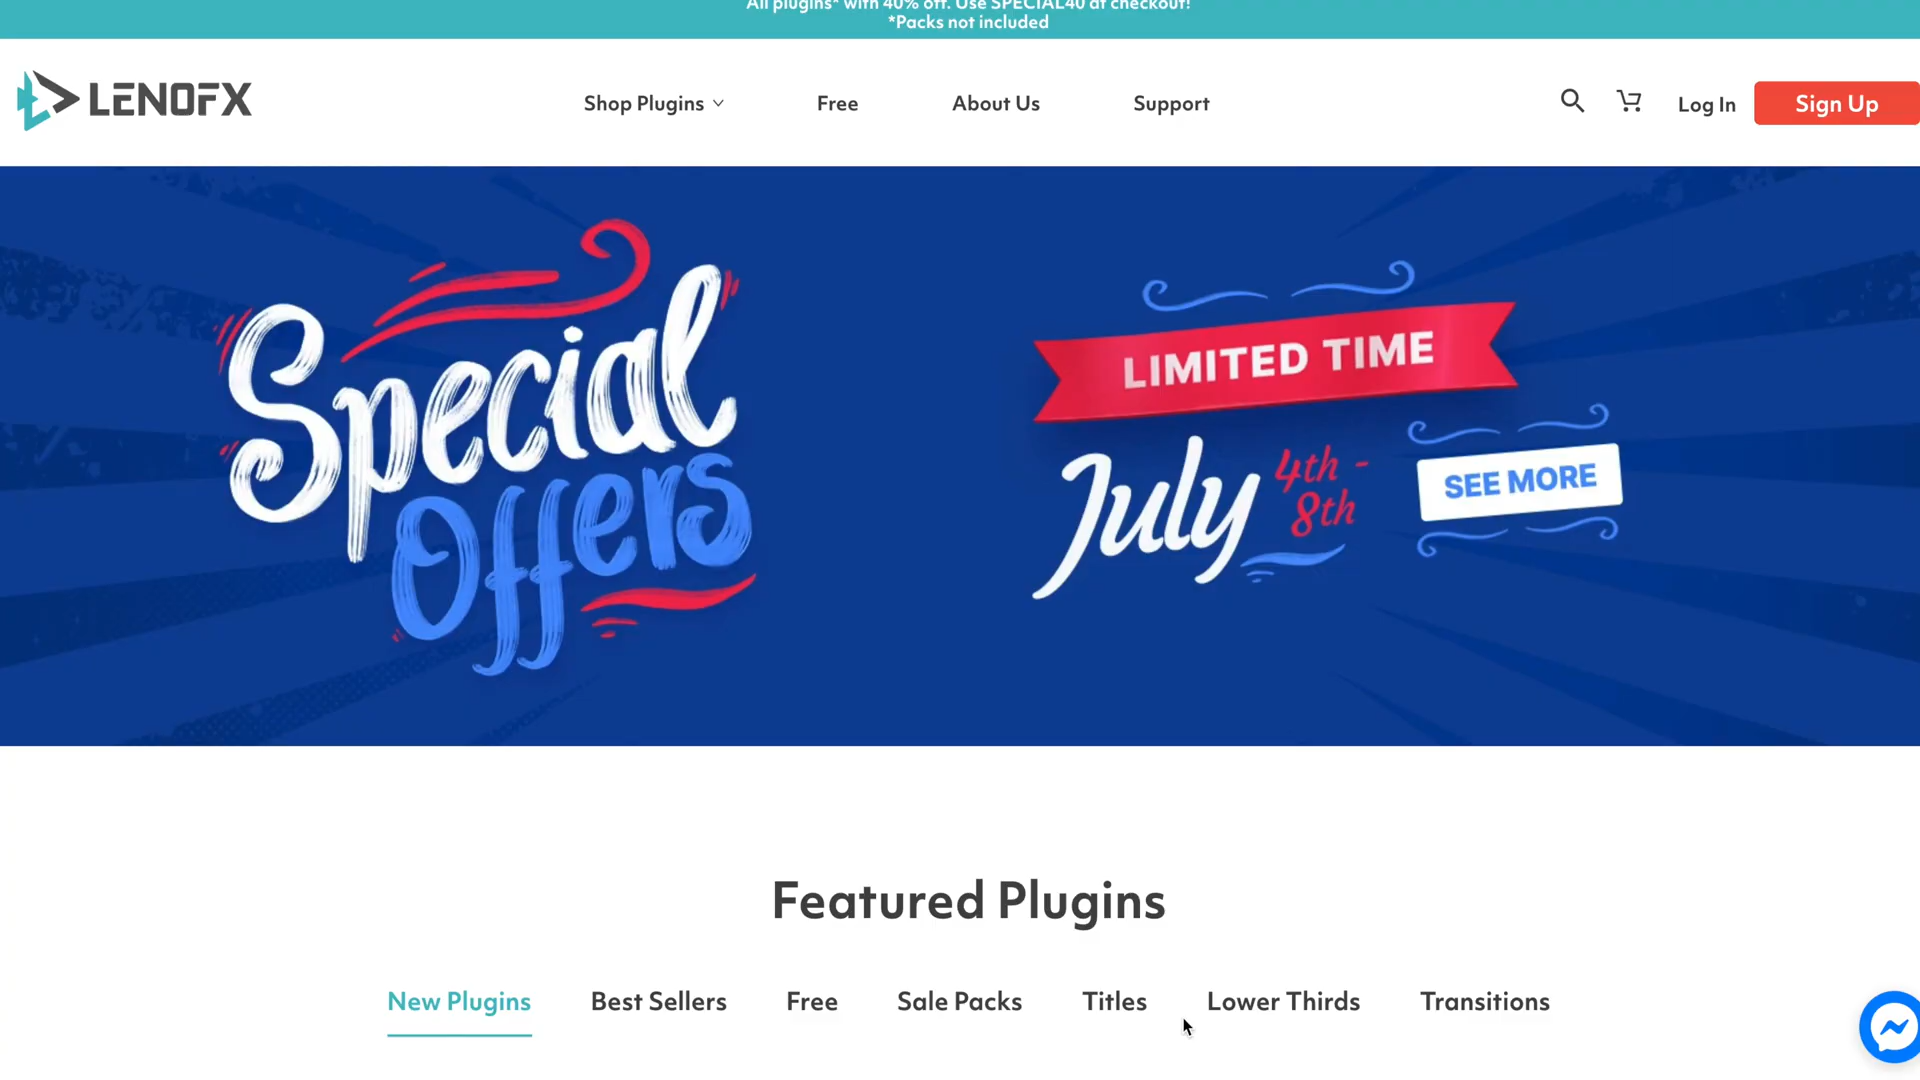 All plugins* with 40% off. Use SPECIAL40 at checkout!
*Packs not included
LENOFX
Shop Plugins
Free
About Us
Support
Log In
Sign Up
Special
Offers
LIMITED TIME
July 4th -
8th
SEE MORE
Featured Plugins
New Plugins
Best Sellers
Free
Sale Packs
Titles
Lower Thirds
Transitions